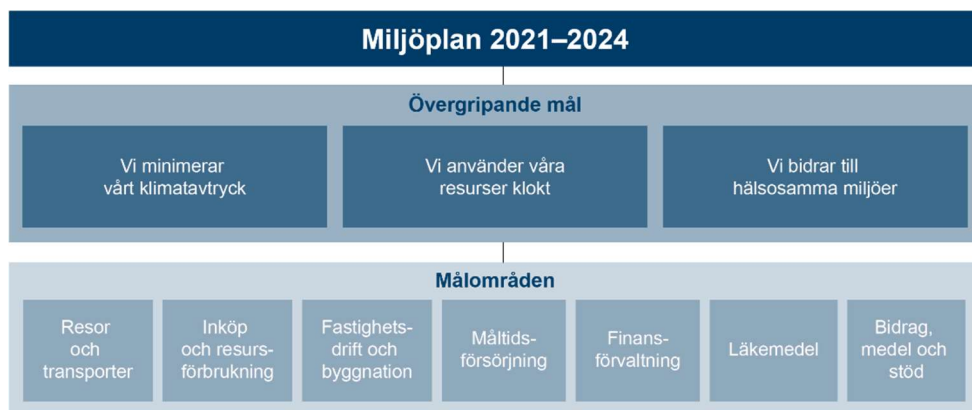 Miljöplan 2021–2024
Övergripande mål
Vi minimerar
vårt klimatavtryck
Vi använder våra
resurser klokt
Vi bidrar till
hälsosamma miljöer
Målområden
Resor
och
transporter
Inköp
och resurs-
förbrukning
Fastighets-
drift och
byggnation
Måltids-
försörjning
Finans-
förvaltning
Läkemedel
Bidrag,
medel och
stöd